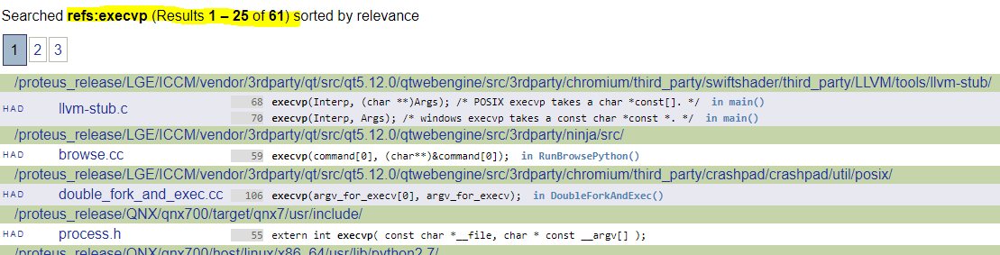 Searched refs:execvp (Results 1 – 25 of 61) sorted by relevance
1 2 3
/proteus_release/LGE/ICCM/vendor/3rdparty/qt/src/qt5.12.0/qtwebengine/src/3rdparty/chromium/third_party/swiftshader/third_party/LLVM/tools/llvm-stub/
H A D llvm-stub.c 68 execvp(Interp, (char **)Args); /* POSIX execvp takes a char *const[]. */ in main()
70 execvp(Interp, Args); /* windows execvp takes a const char *const *. */ in main()
/proteus_release/LGE/ICCM/vendor/3rdparty/qt/src/qt5.12.0/qtwebengine/src/3rdparty/ninja/src/
H A D browse.cc 59 execvp(command[0], (char**)&command[0]); in RunBrowsePython()
/proteus_release/LGE/ICCM/vendor/3rdparty/qt/src/qt5.12.0/qtwebengine/src/3rdparty/chromium/third_party/crashpad/crashpad/util/posix/
H A D double_fork_and_exec.cc 106 execvp(argv_for_execv[0], argv_for_execv); in DoubleForkAndExec()
/proteus_release/QNX/qnx700/target/qnx7/usr/include/
H A D process.h 55 extern int execvp( const char *__file, char * const __argv[] );
/proteus_release/QNX/qnx700/host/linux/x86_64/usr/lib/python2.7/